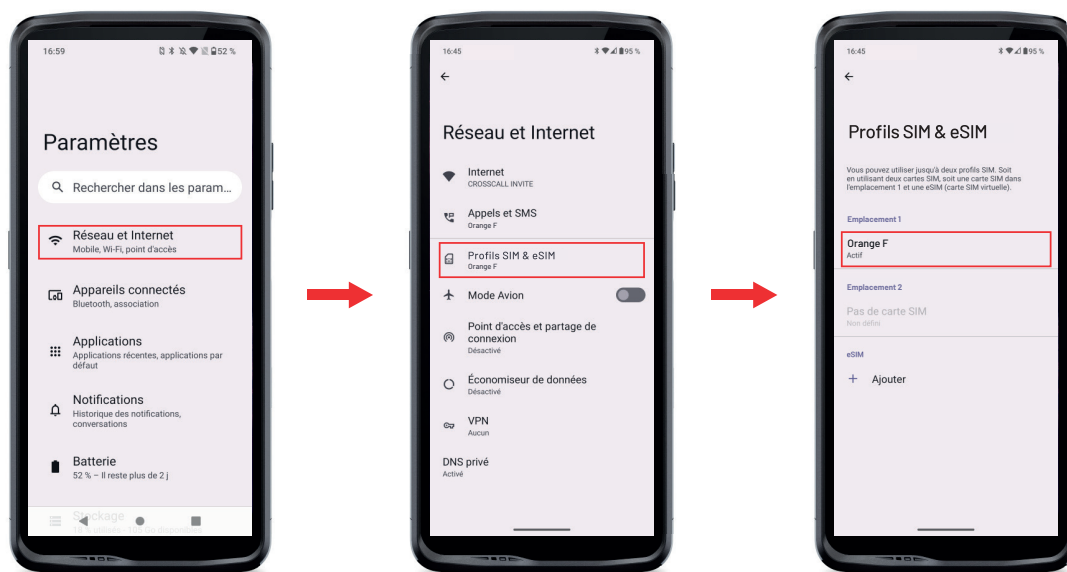 16:59
52 %
Paramètres
Rechercher dans les param...
Réseau et Internet
Mobile, Wi-Fi, point d'accès
Appareils connectés
Bluetooth, association
Applications
Applications récentes, applications par
défaut
Notifications
Historique des notifications,
conversations
Batterie
52 % – Il reste plus de 2 j
Stockage
16:45
95 %
Réseau et Internet
Internet
CROSSCALL INVITE
Appels et SMS
Orange F
Profils SIM & eSIM
Orange F
Mode Avion
Point d'accès et partage de
connexion
Désactivé
Économiseur de données
Désactivé
VPN
Aucun
DNS privé
Activé
16:45
95 %
Profils SIM & eSIM
Vous pouvez utiliser jusqu'à deux profils SIM. Soit
en utilisant deux cartes SIM, soit une carte SIM dans
l'emplacement 1 et une eSIM (carte SIM virtuelle).
Emplacement 1
Orange F
Actif
Emplacement 2
Pas de carte SIM
Non défini
eSIM
+ Ajouter